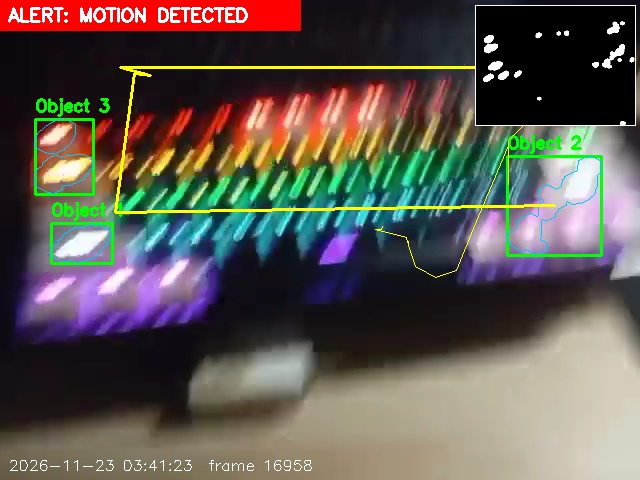 ALERT: MOTION DETECTED
Object 3
Object 2
Object
2026-11-23 03:41:23 frame 16958